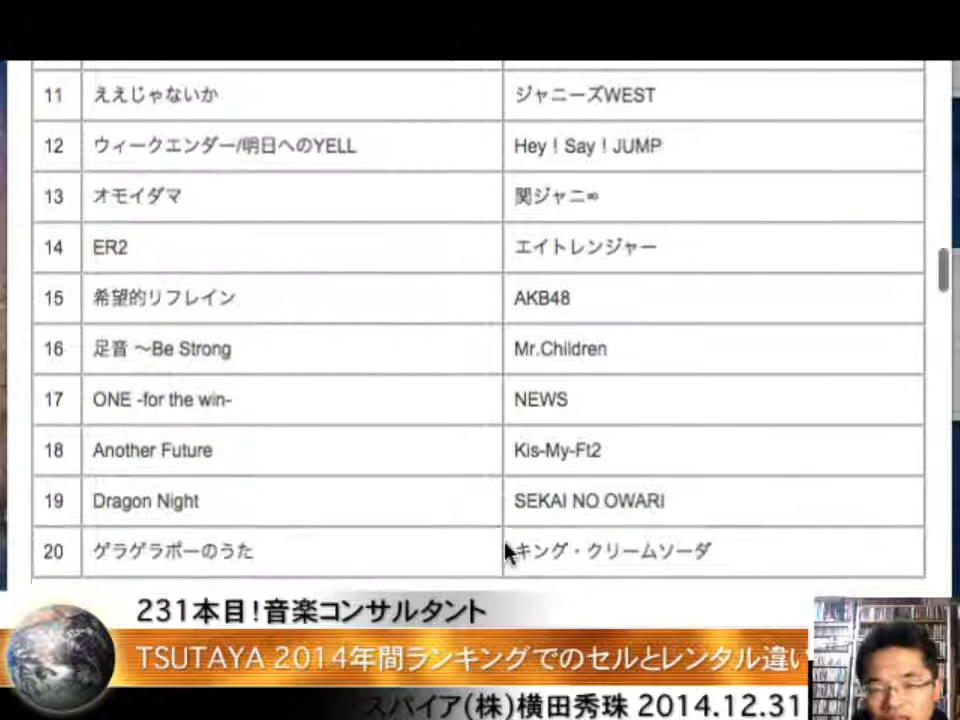 11 ええじゃないか ジャニーズWEST
12 ウィークエンダー/明日へのYELL Hey！Say！JUMP
13 オモイダマ 関ジャニ∞
14 ER2 エイトレンジャー
15 希望的リフレイン AKB48
16 足音 ～Be Strong Mr.Children
17 ONE -for the win- NEWS
18 Another Future Kis-My-Ft2
19 Dragon Night SEKAI NO OWARI
20 ゲラゲラポーのうた キング・クリームソーダ
231本目！音楽コンサルタント
TSUTAYA 2014年間ランキングでのセルとレンタル違い
スパイア(株)横田秀珠 2014.12.31